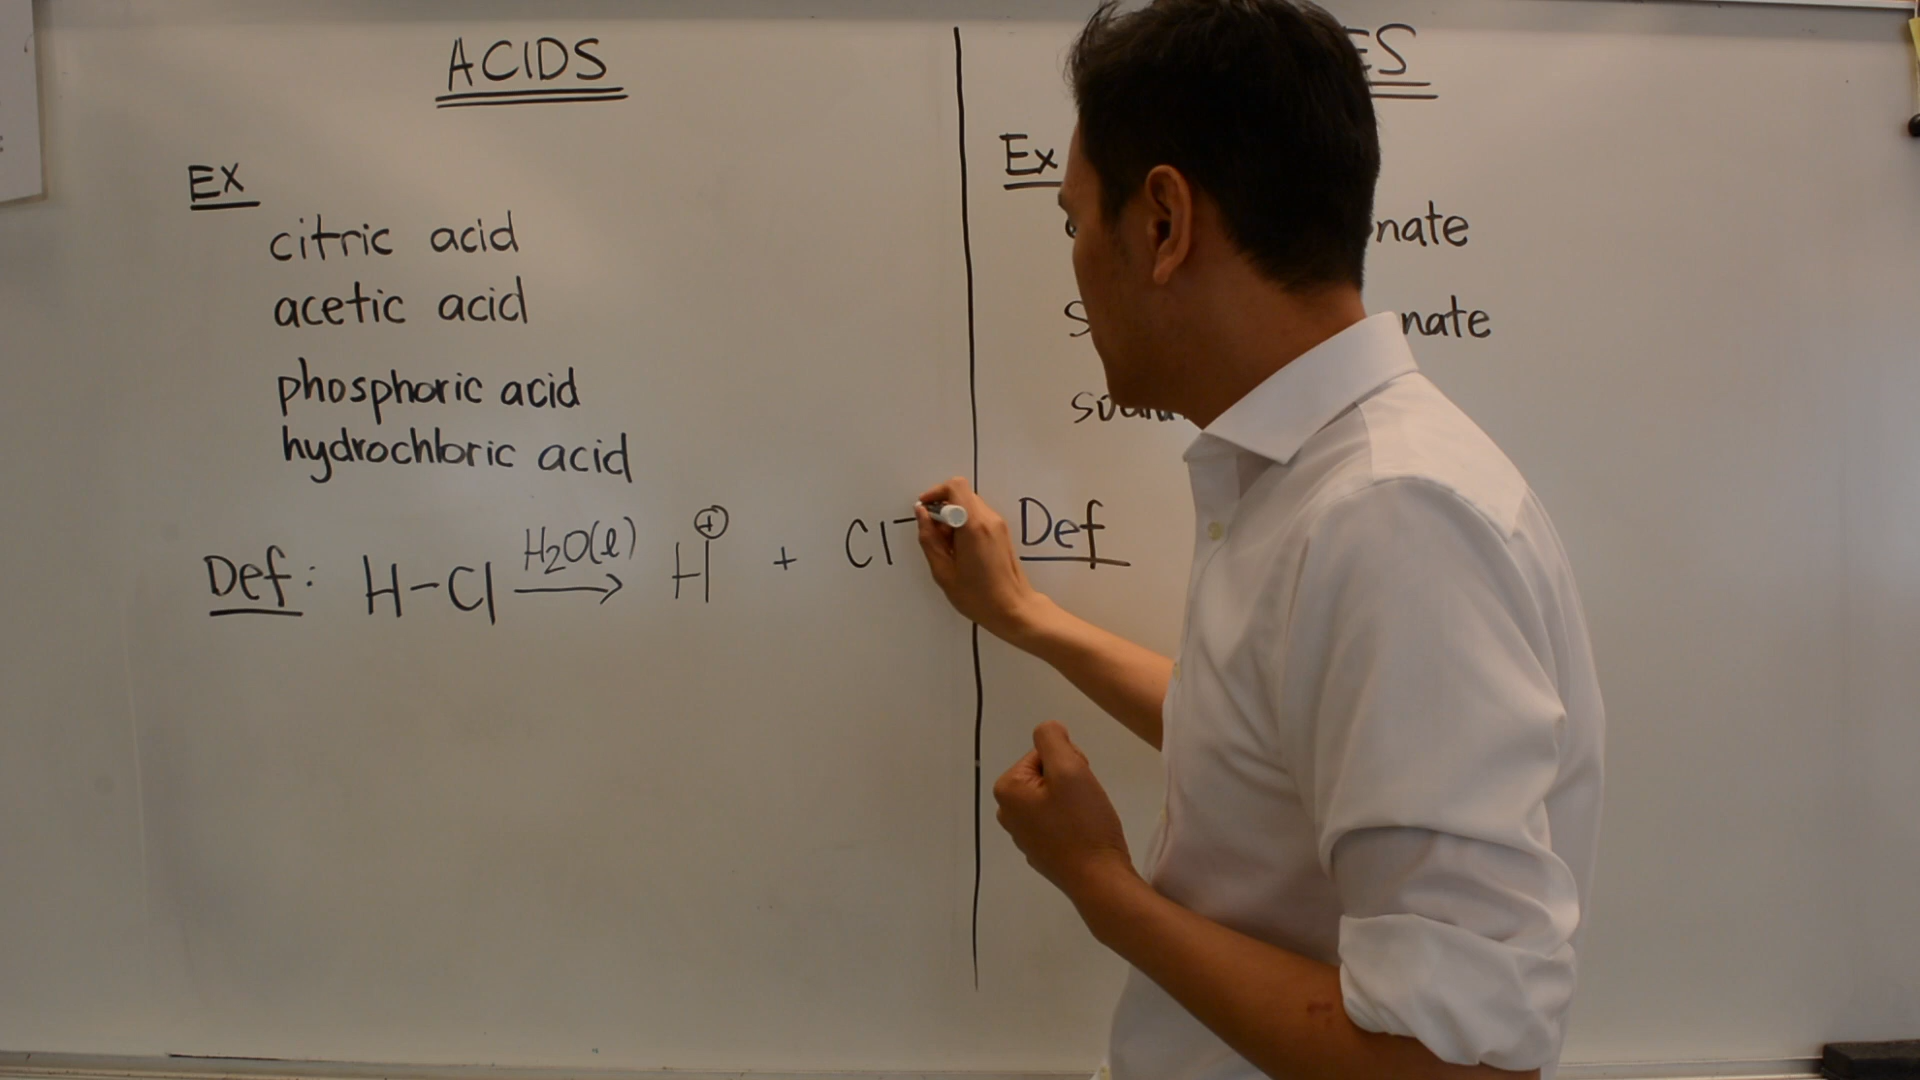 ACIDS
EX
citric acid
acetic acid
phosphoric acid
hydrochloric acid
Def: H-Cl H₂O(l) → H⊕ + Cl⁻
ES
Ex
nate
nate
Def